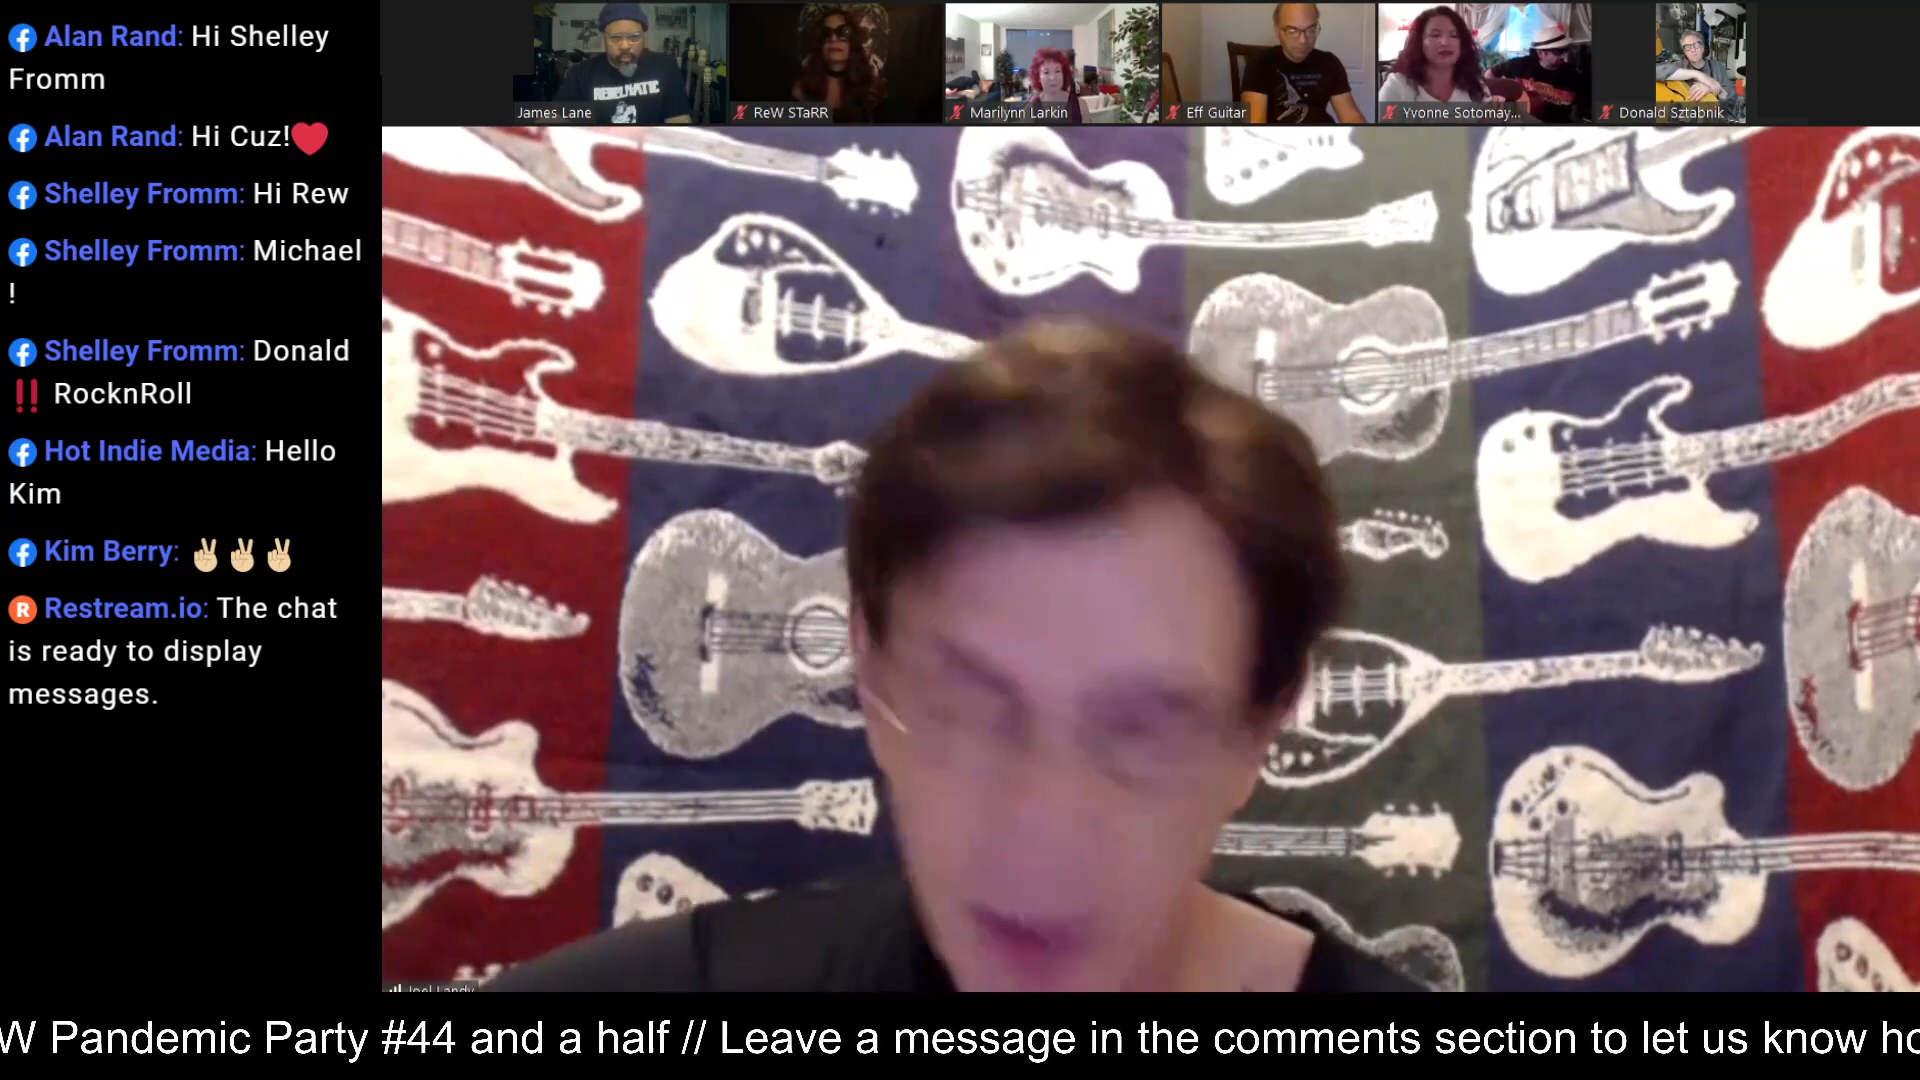 Alan Rand: Hi Shelley
Fromm
Alan Rand: Hi Cuz!❤
Shelley Fromm: Hi Rew
Shelley Fromm: Michael
!
Shelley Fromm: Donald
‼ RocknRoll
Hot Indie Media: Hello
Kim
Kim Berry: ✌🏼✌🏼✌🏼
R Restream.io: The chat
is ready to display
messages.
REBELMATIC
James Lane
ReW STaRR
Marilynn Larkin
Eff Guitar
Yvonne Sotomay...
Donald Sztabnik
Joel Landy
W Pandemic Party #44 and a half // Leave a message in the comments section to let us know ho